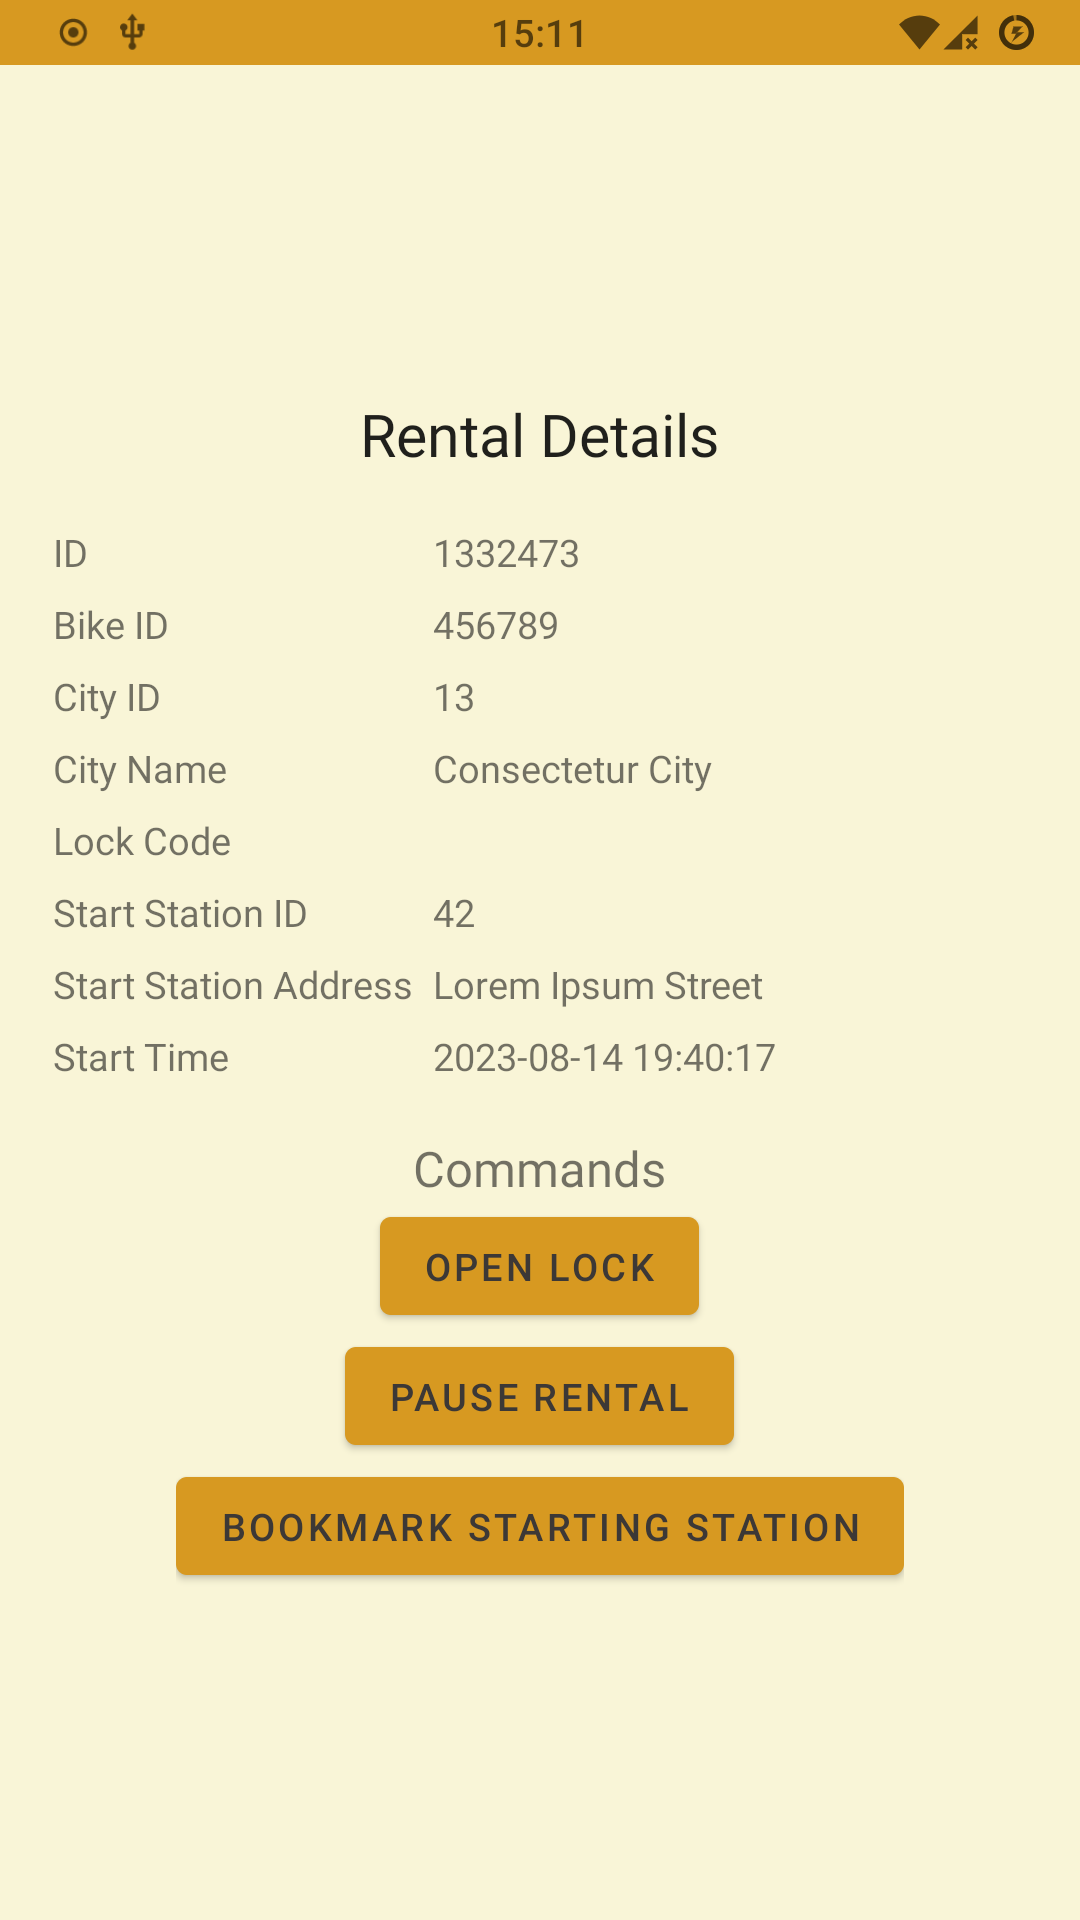 15:11
Rental Details
ID 1332473
Bike ID 456789
City ID 13
City Name Consectetur City
Lock Code
Start Station ID 42
Start Station Address Lorem Ipsum Street
Start Time 2023-08-14 19:40:17
Commands
OPEN LOCK
PAUSE RENTAL
BOOKMARK STARTING STATION